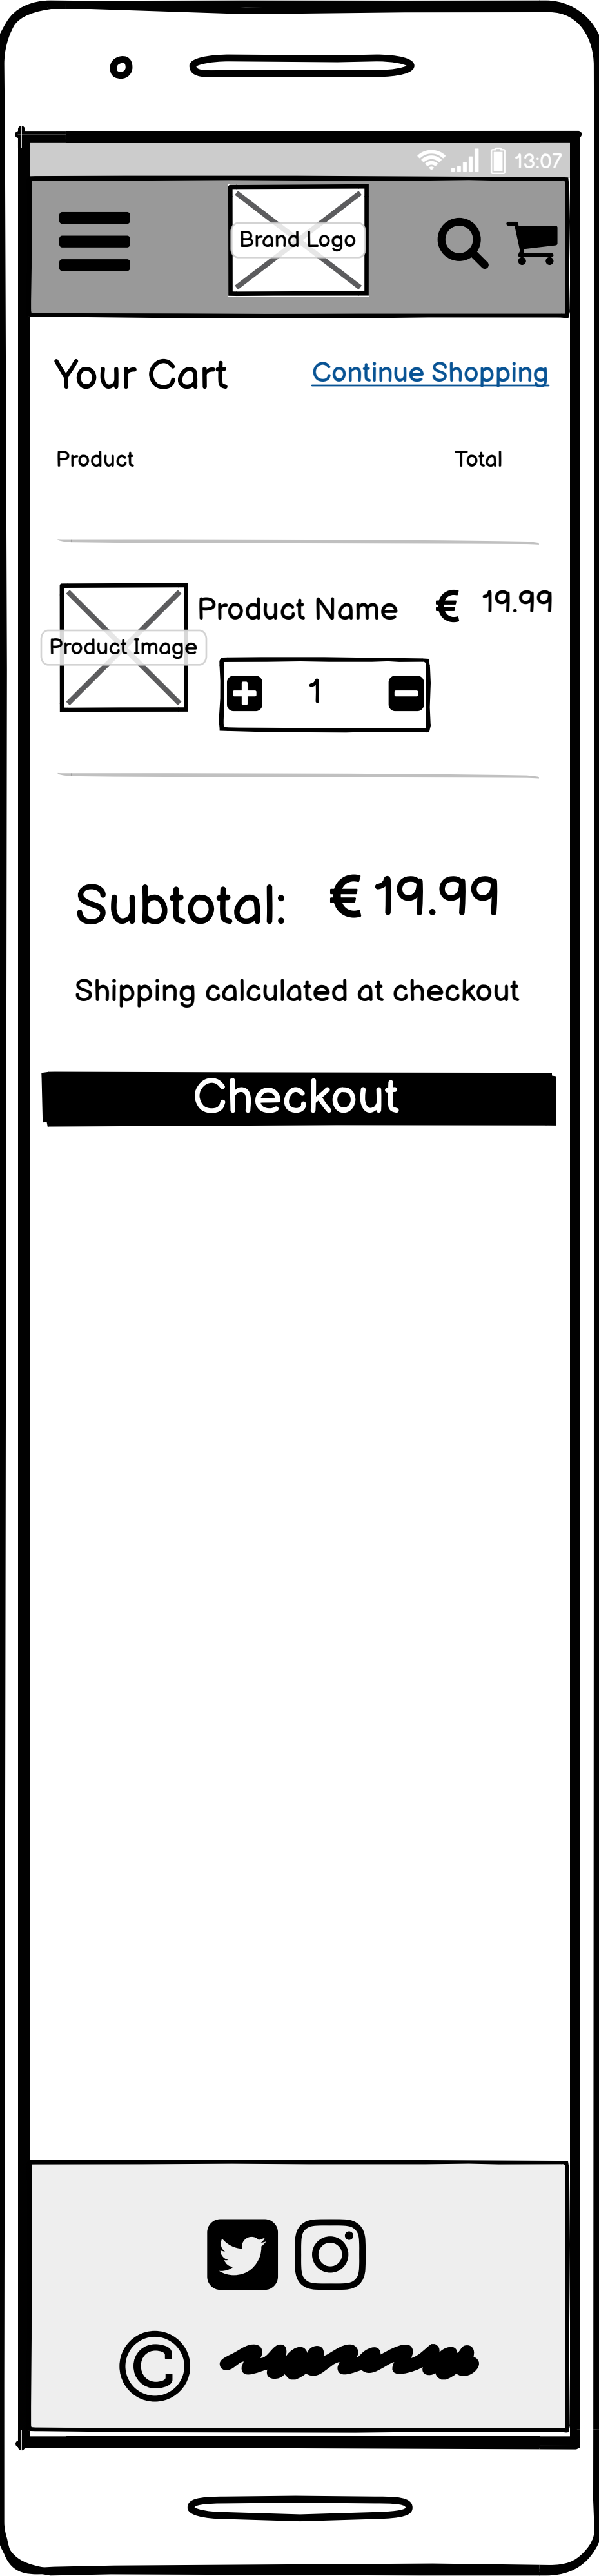 13:07
Brand Logo
Your Cart Continue Shopping
Product Total
Product Name € 19.99
Product Image
1
Subtotal: € 19.99
Shipping calculated at checkout
Checkout
©